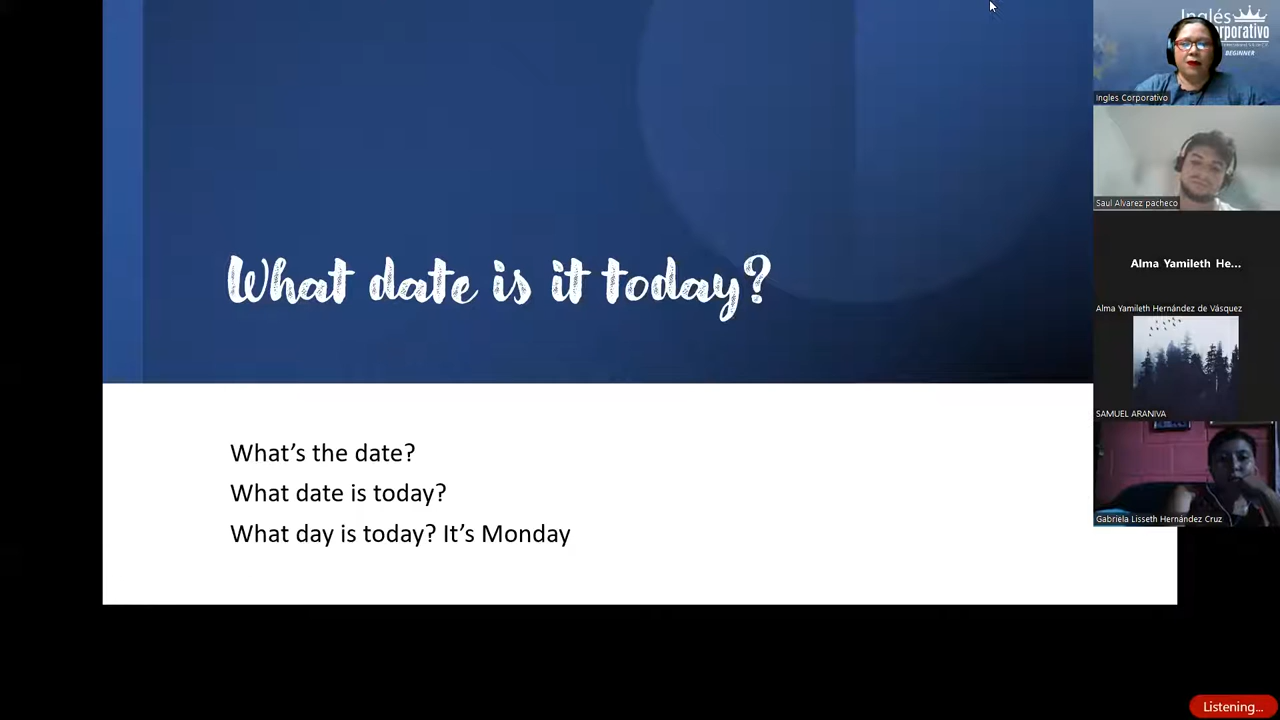 What date is it today?
What's the date?
What date is today?
What day is today? It's Monday
Inglés
BEGINNER
Ingles Corporativo
Saul Alvarez pacheco
Alma Yamileth He...
Alma Yamileth Hernández de Vásquez
SAMUEL ARANIVA
Gabriela Lisseth Hernández Cruz
Listening...